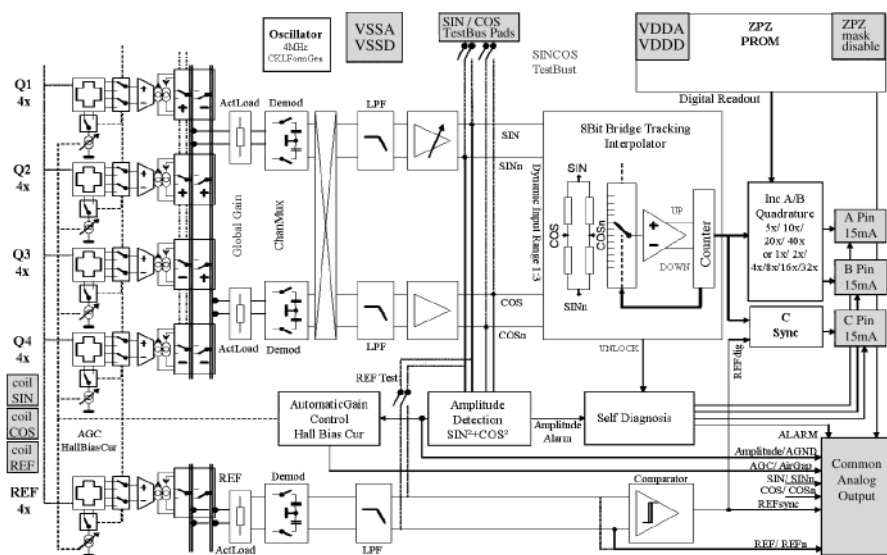 Oscillator
4MHz
CKLFormGen
VSSA
VSSD
SIN / COS
TestBus Pads
SINCOS
TestBust
VDDA
VDDD
ZPZ
PROM
ZPZ
mask
disable
Digital Readout
Q1
4x
Q2
4x
Q3
4x
Q4
4x
ActLoad
Demod
LPF
Global Gain
ChanMux
SIN
SINn
Dynamic Input Range 1:3
8Bit Bridge Tracking
Interpolator
SIN
COS
COSn
SINn
UP
DOWN
Counter
Inc A/B
Quadrature
5x/ 10x/
20x/ 40x
or 1x/ 2x/
4x/8x/16x/32x
A Pin
15mA
B Pin
15mA
C Pin
15mA
C
Sync
COS
COSn
ActLoad
Demod
LPF
UNLOCK
REFdig
REF Test
coil
SIN
coil
COS
coil
REF
AGC
HallBiasCur
AutomaticGain
Control
Hall Bias Cur
Amplitude
Detection
SIN²+COS²
Amplitude
Alarm
Self Diagnosis
ALARM
Amplitude/AGND
AGC/ AirGap
SIN/ SINn
COS/ COSn
REFsync
REF/ REFn
Common
Analog
Output
REF
4x
REF
Demod
ActLoad
LPF
Comparator